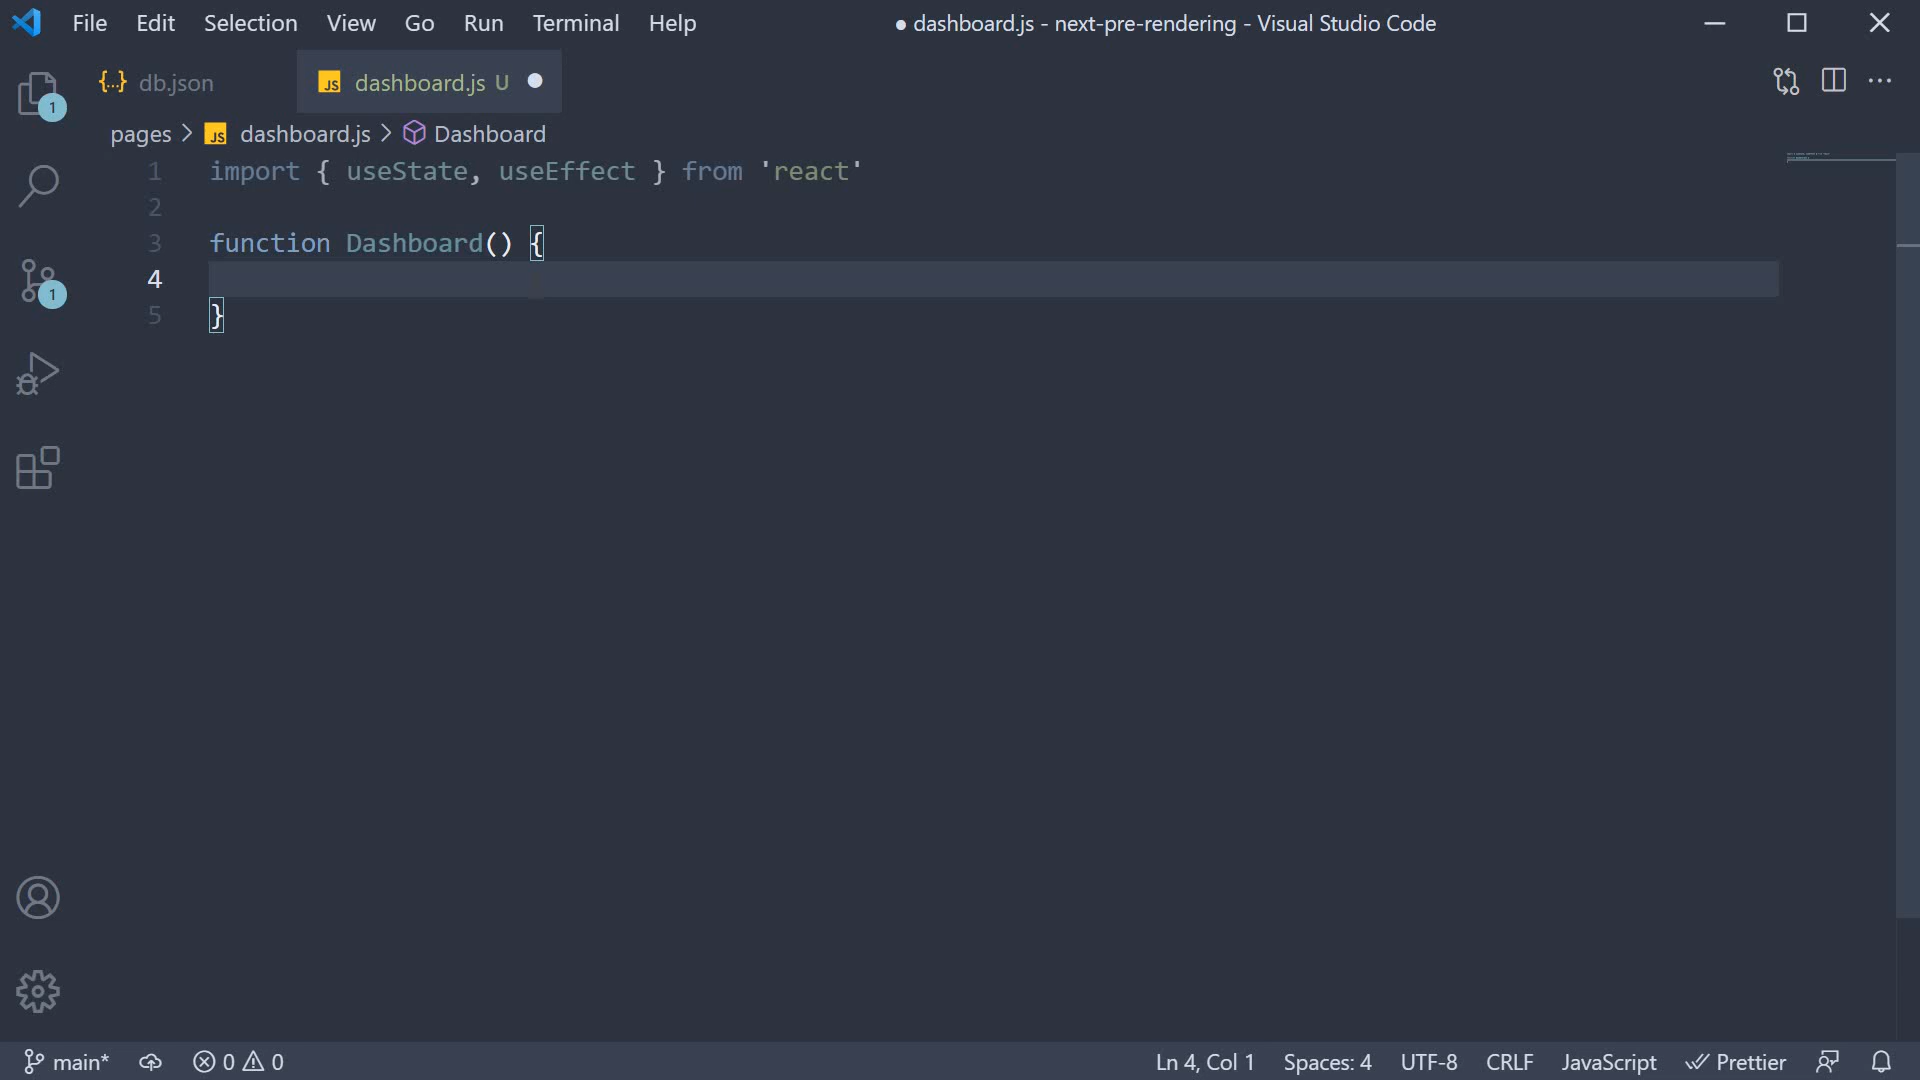 File Edit Selection View Go Run Terminal Help ● dashboard.js - next-pre-rendering - Visual Studio Code
{..} db.json JS dashboard.js U
pages > JS dashboard.js > Dashboard
1 import { useState, useEffect } from 'react'
2
3 function Dashboard() {
4
5 }
1
1
main* 0 0 Ln 4, Col 1 Spaces: 4 UTF-8 CRLF JavaScript Prettier